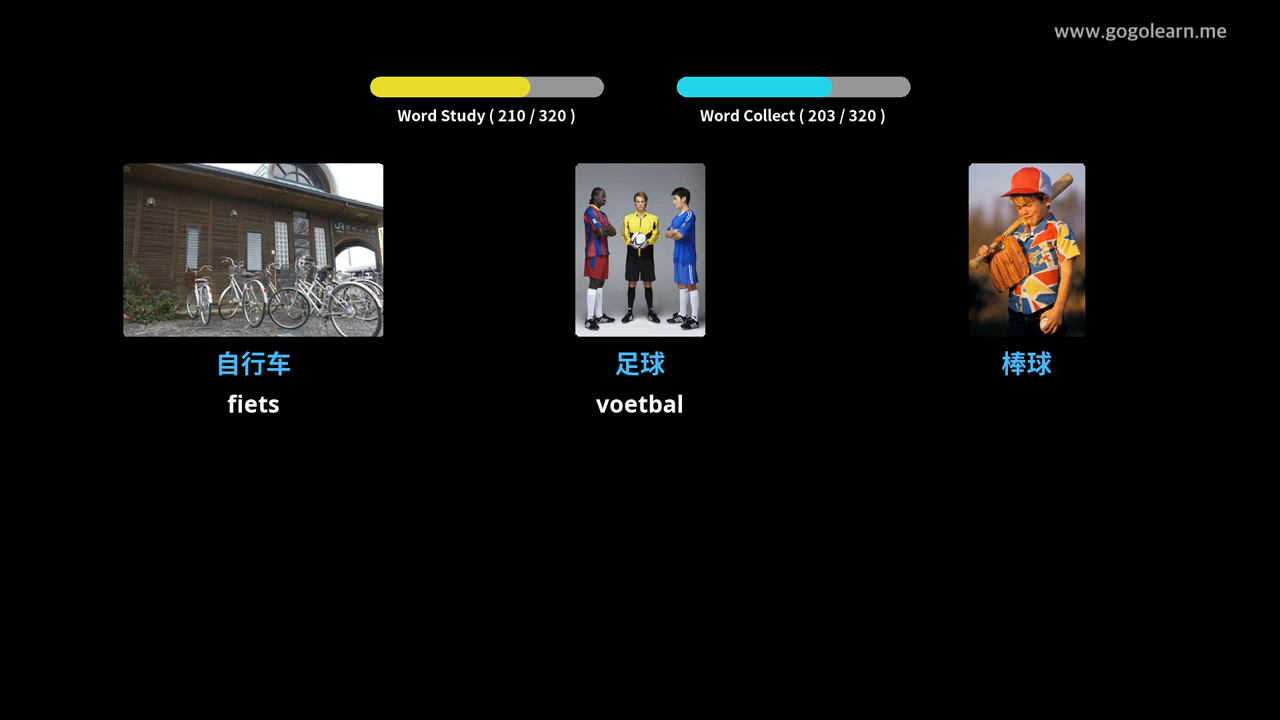 www.gogolearn.me
Word Study ( 210 / 320 )
Word Collect ( 203 / 320 )
JR
自行车
足球
棒球
fiets
voetbal